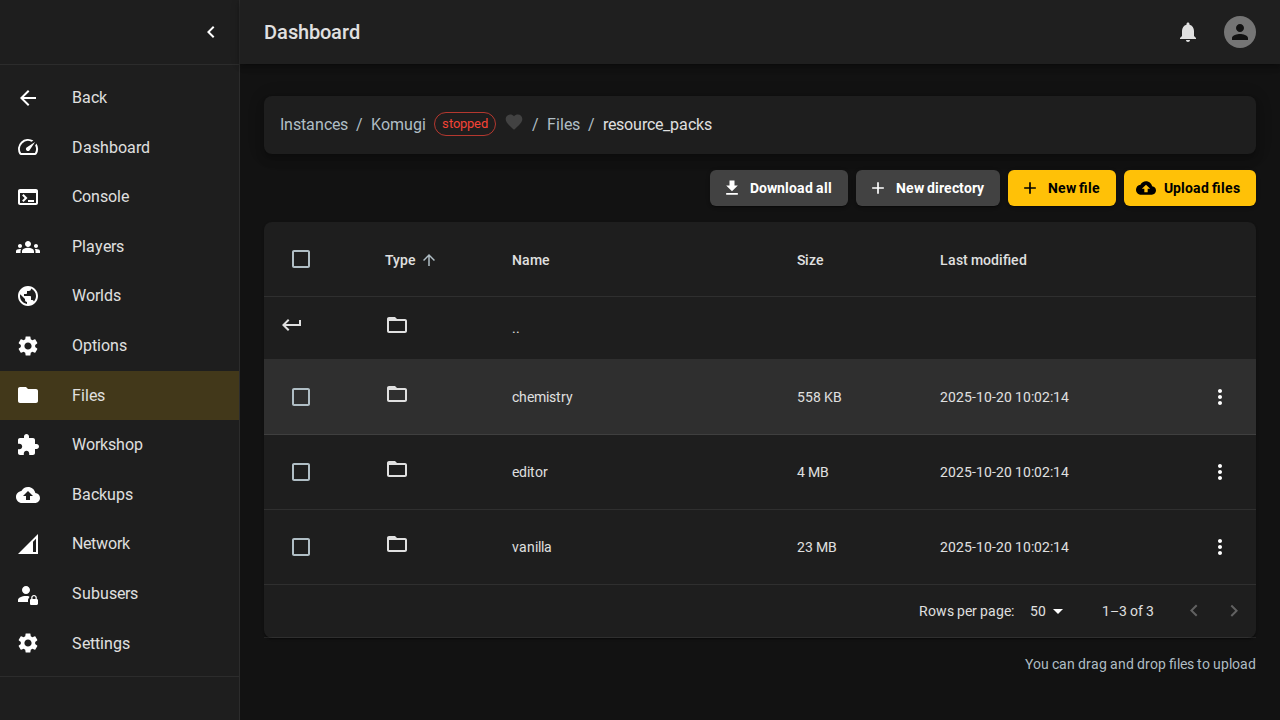 Dashboard
Back
Dashboard
Console
Players
Worlds
Options
Files
Workshop
Backups
Network
Subusers
Settings
Instances / Komugi stopped / Files / resource_packs
Download all
New directory
New file
Upload files
Type Name Size Last modified
..
chemistry 558 KB 2025-10-20 10:02:14
editor 4 MB 2025-10-20 10:02:14
vanilla 23 MB 2025-10-20 10:02:14
Rows per page: 50 1–3 of 3
You can drag and drop files to upload